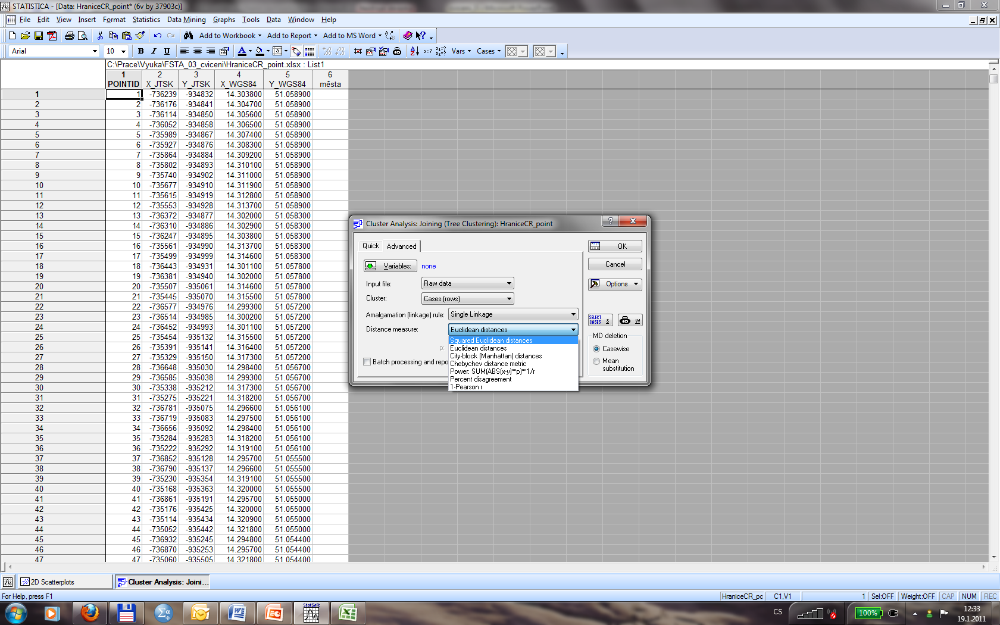 STATISTICA - [Data: HraniceCR_point* (6v by 37903c)]
File Edit View Insert Format Statistics Data Mining Graphs Tools Data Window Help
Add to Workbook Add to Report Add to MS Word
Arial 10 B I U Vars Cases
C:\Prace\Vyuka\FSTA_03_cviceni\HraniceCR_point.xlsx : List1
1 2 3 4 5 6
POINTID X_JTSK Y_JTSK X_WGS84 Y_WGS84 města
1 1 -736239 -934832 14.303800 51.058900
2 2 -736176 -934841 14.304700 51.058900
3 3 -736114 -934850 14.305600 51.058900
4 4 -736052 -934858 14.306500 51.058900
5 5 -735989 -934867 14.307400 51.058900
6 6 -735927 -934876 14.308300 51.058900
7 7 -735864 -934884 14.309200 51.058900
8 8 -735802 -934893 14.310100 51.058900
9 9 -735740 -934902 14.311000 51.058900
10 10 -735677 -934910 14.311900 51.058900
11 11 -735615 -934919 14.312800 51.058900
12 12 -735553 -934928 14.313700 51.058900
13 13 -736372 -934877 14.302000 51.058300
14 14 -736310 -934886 14.302900 51.058300
15 15 -736247 -934895 14.303800 51.058300
16 16 -735561 -934990 14.313700 51.058300
17 17 -735499 -934999 14.314600 51.058300
18 18 -736443 -934931 14.301100 51.057800
19 19 -736381 -934940 14.302000 51.057800
20 20 -735507 -935061 14.314600 51.057800
21 21 -735445 -935070 14.315500 51.057800
22 22 -736577 -934976 14.299300 51.057200
23 23 -736514 -934985 14.300200 51.057200
24 24 -736452 -934993 14.301100 51.057200
25 25 -735454 -935132 14.315500 51.057200
26 26 -735391 -935141 14.316400 51.057200
27 27 -735329 -935150 14.317300 51.057200
28 28 -736648 -935030 14.298400 51.056700
29 29 -736585 -935038 14.299300 51.056700
30 30 -735338 -935212 14.317300 51.056700
31 31 -735275 -935221 14.318200 51.056700
32 32 -736781 -935075 14.296600 51.056100
33 33 -736719 -935083 14.297500 51.056100
34 34 -736656 -935092 14.298400 51.056100
35 35 -735284 -935283 14.318200 51.056100
36 36 -735222 -935292 14.319100 51.056100
37 37 -736852 -935128 14.295700 51.055500
38 38 -736790 -935137 14.296600 51.055500
39 39 -735230 -935354 14.319100 51.055500
40 40 -735168 -935363 14.320000 51.055500
41 41 -736861 -935191 14.295700 51.055000
42 42 -735176 -935425 14.320000 51.055000
43 43 -735114 -935434 14.320900 51.055000
44 44 -735052 -935442 14.321800 51.055000
45 45 -736932 -935245 14.294800 51.054400
46 46 -736870 -935253 14.295700 51.054400
47 47 -735060 -935505 14.321800 51.054400
Cluster Analysis: Joining (Tree Clustering): HraniceCR_point
Quick Advanced
Variables: none
Input file: Raw data
Cluster: Cases (rows)
Amalgamation (linkage) rule: Single Linkage
Distance measure: Euclidean distances
Squared Euclidean distances
Euclidean distances
City-block (Manhattan) distances
Chebychev distance metric
Power: SUM(ABS(x-y)**p)**1/r
Percent disagreement
1-Pearson r
p:
Batch processing and repo
OK
Cancel
Options
SELECT CASES S W
MD deletion
Casewise
Mean substitution
2D Scatterplots Cluster Analysis: Joini...
For Help, press F1 HraniceCR_pc C1,V1 1 Sel:OFF Weight:OFF CAP NUM REC
StatSoft CS 100% 12:33
19.1.2011